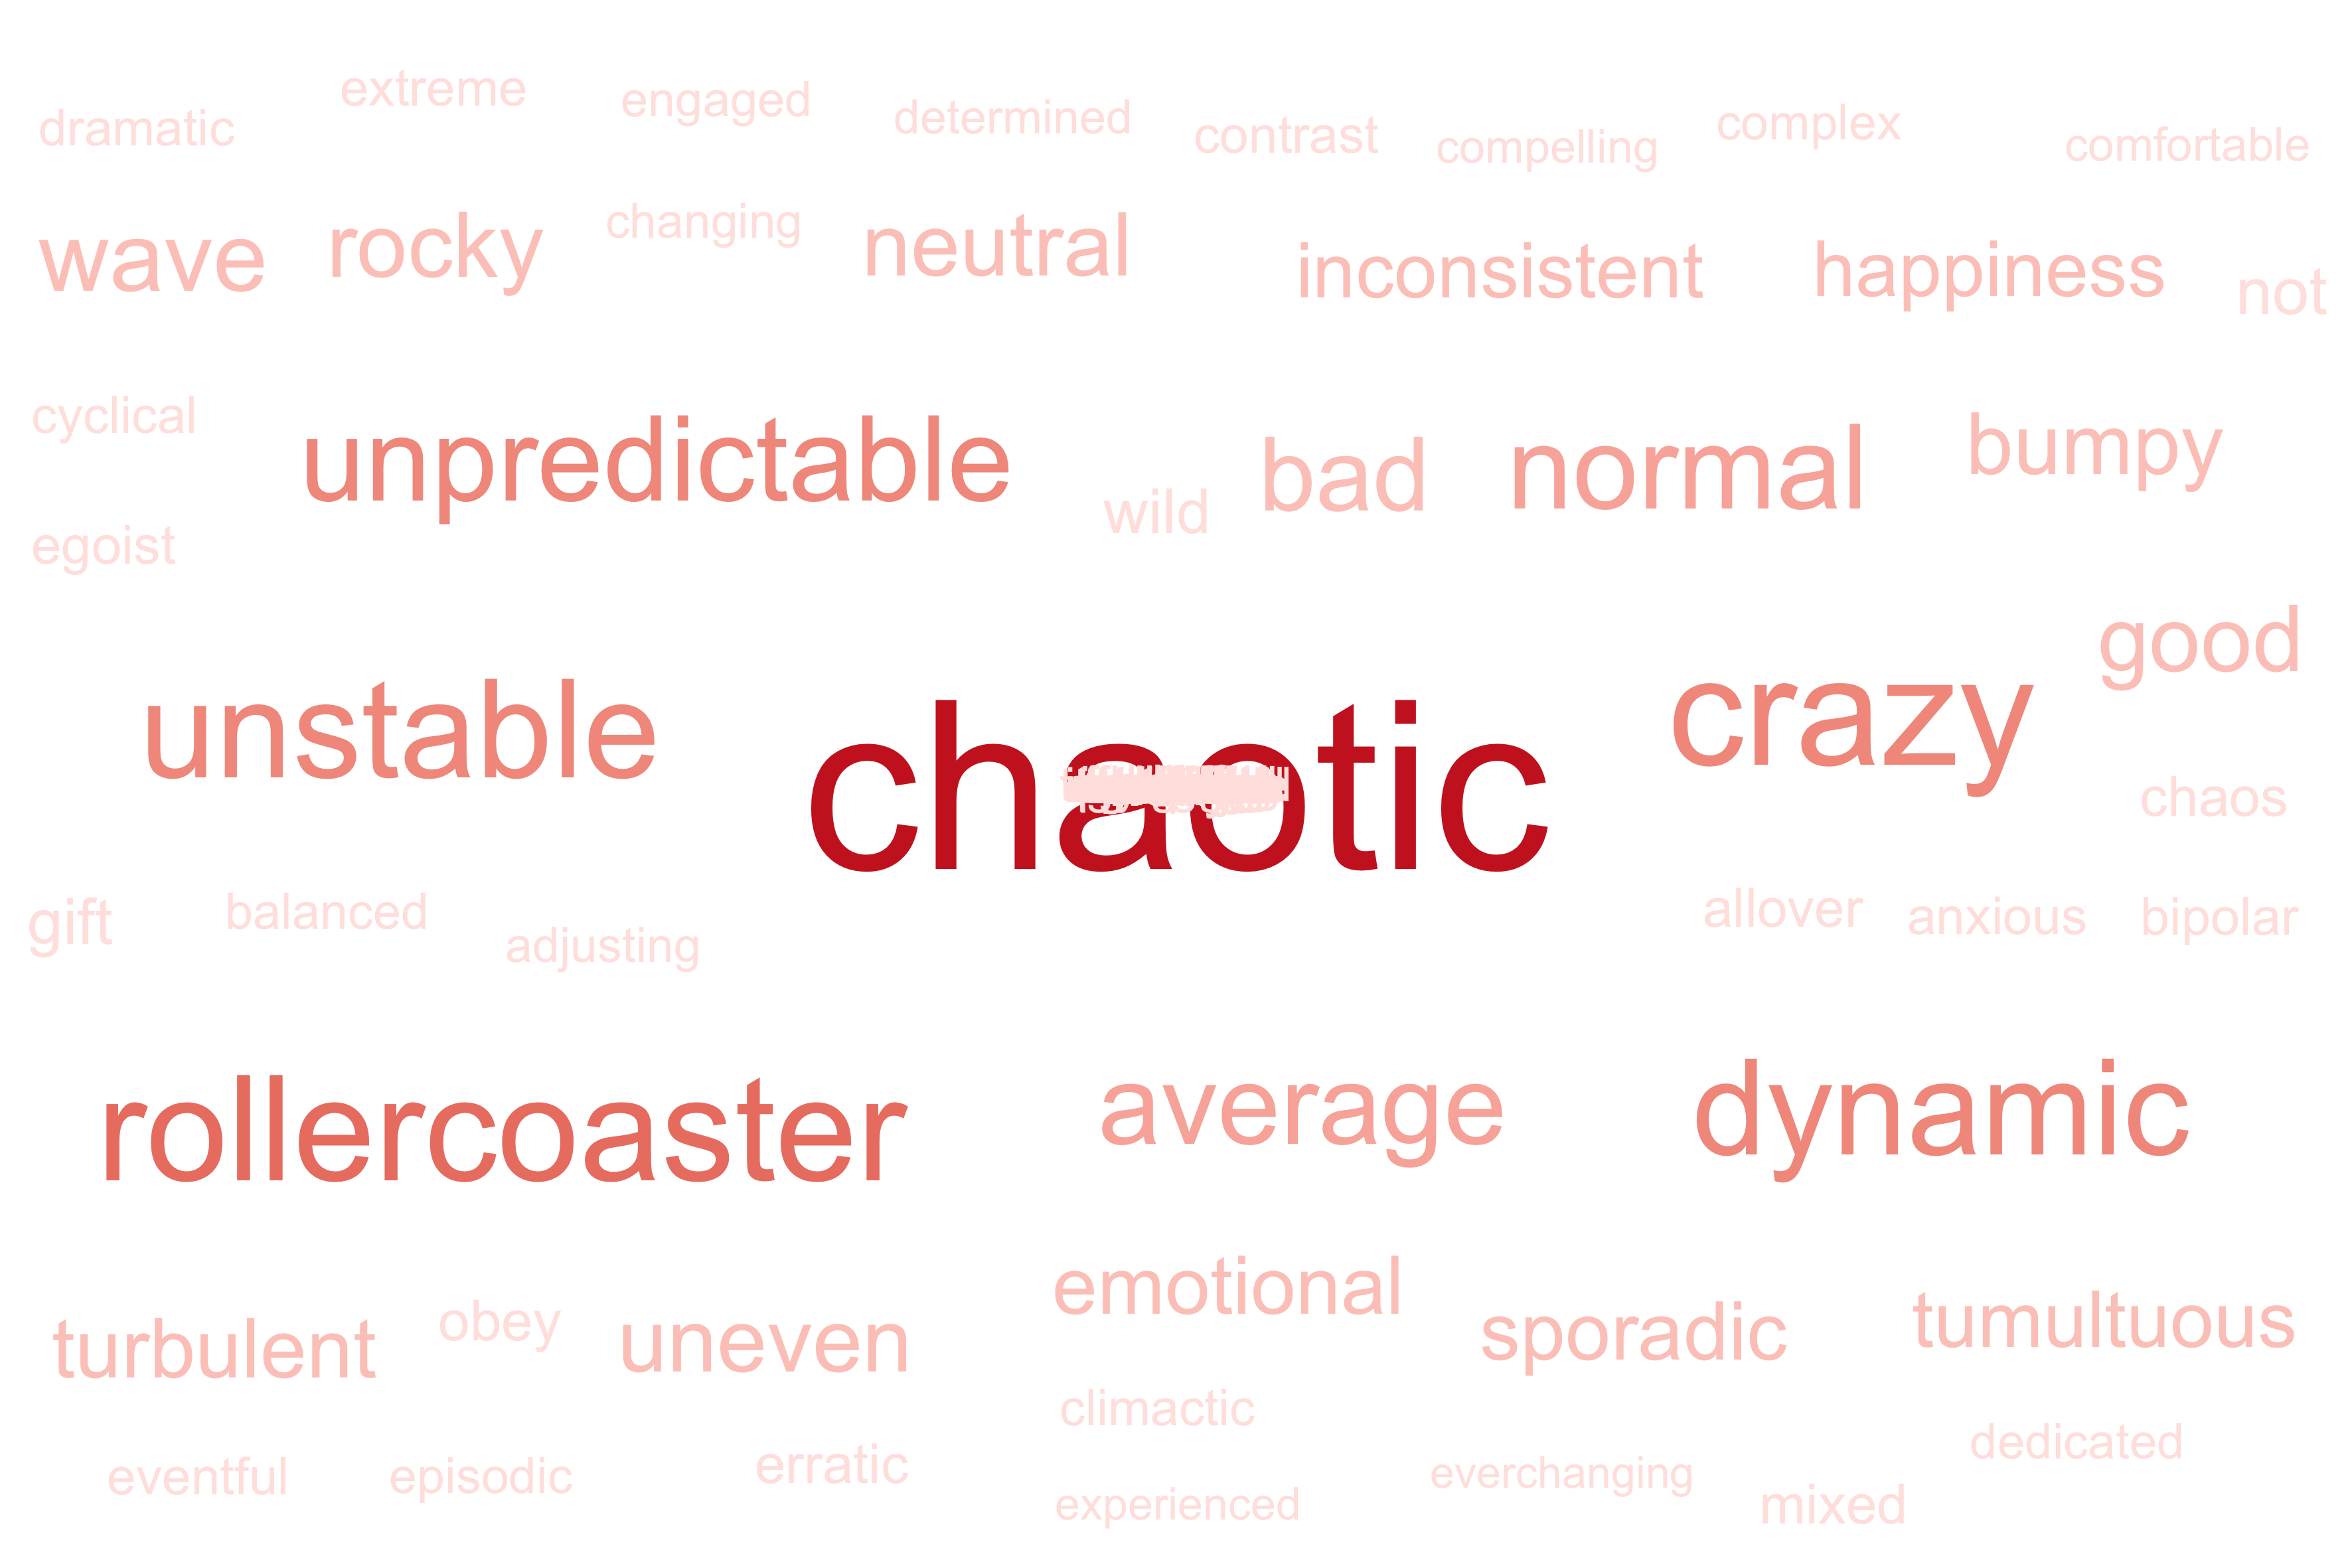 extreme
engaged
determined
dramatic
contrast
compelling
complex
comfortable
wave
rocky
changing
neutral
inconsistent
happiness
not
cyclical
unpredictable
wild
bad
normal
bumpy
egoist
good
unstable
chaotic
crazy
chaos
gift
balanced
adjusting
allover
anxious
bipolar
rollercoaster
average
dynamic
emotional
turbulent
obey
uneven
sporadic
tumultuous
climactic
dedicated
eventful
episodic
erratic
experienced
everchanging
mixed